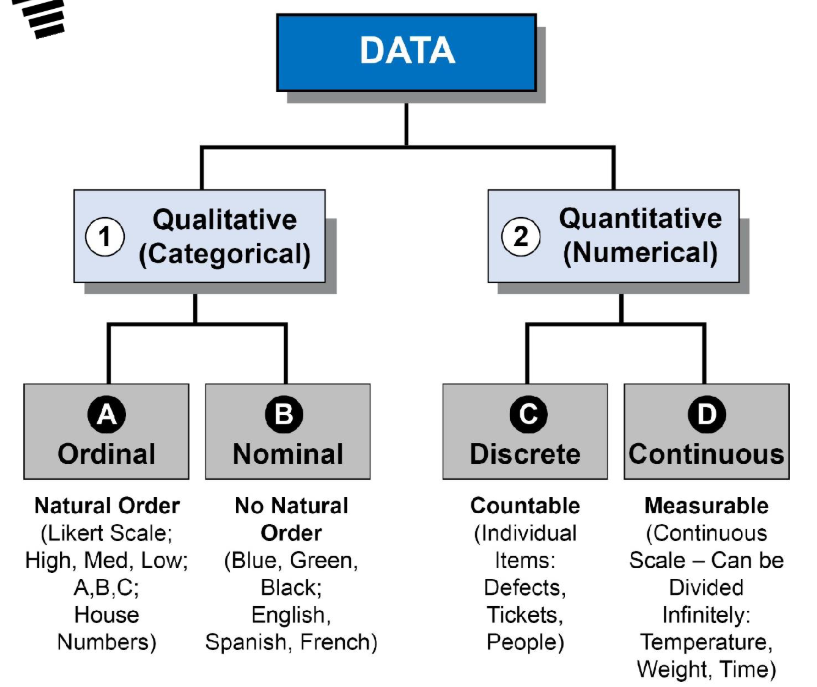 DATA
1
Qualitative
(Categorical)
2
Quantitative
(Numerical)
A
Ordinal
B
Nominal
C
Discrete
D
Continuous
Natural Order
(Likert Scale;
High, Med, Low;
A,B,C;
House
Numbers)
No Natural
Order
(Blue, Green,
Black;
English,
Spanish, French)
Countable
(Individual
Items:
Defects,
Tickets,
People)
Measurable
(Continuous
Scale – Can be
Divided
Infinitely:
Temperature,
Weight, Time)